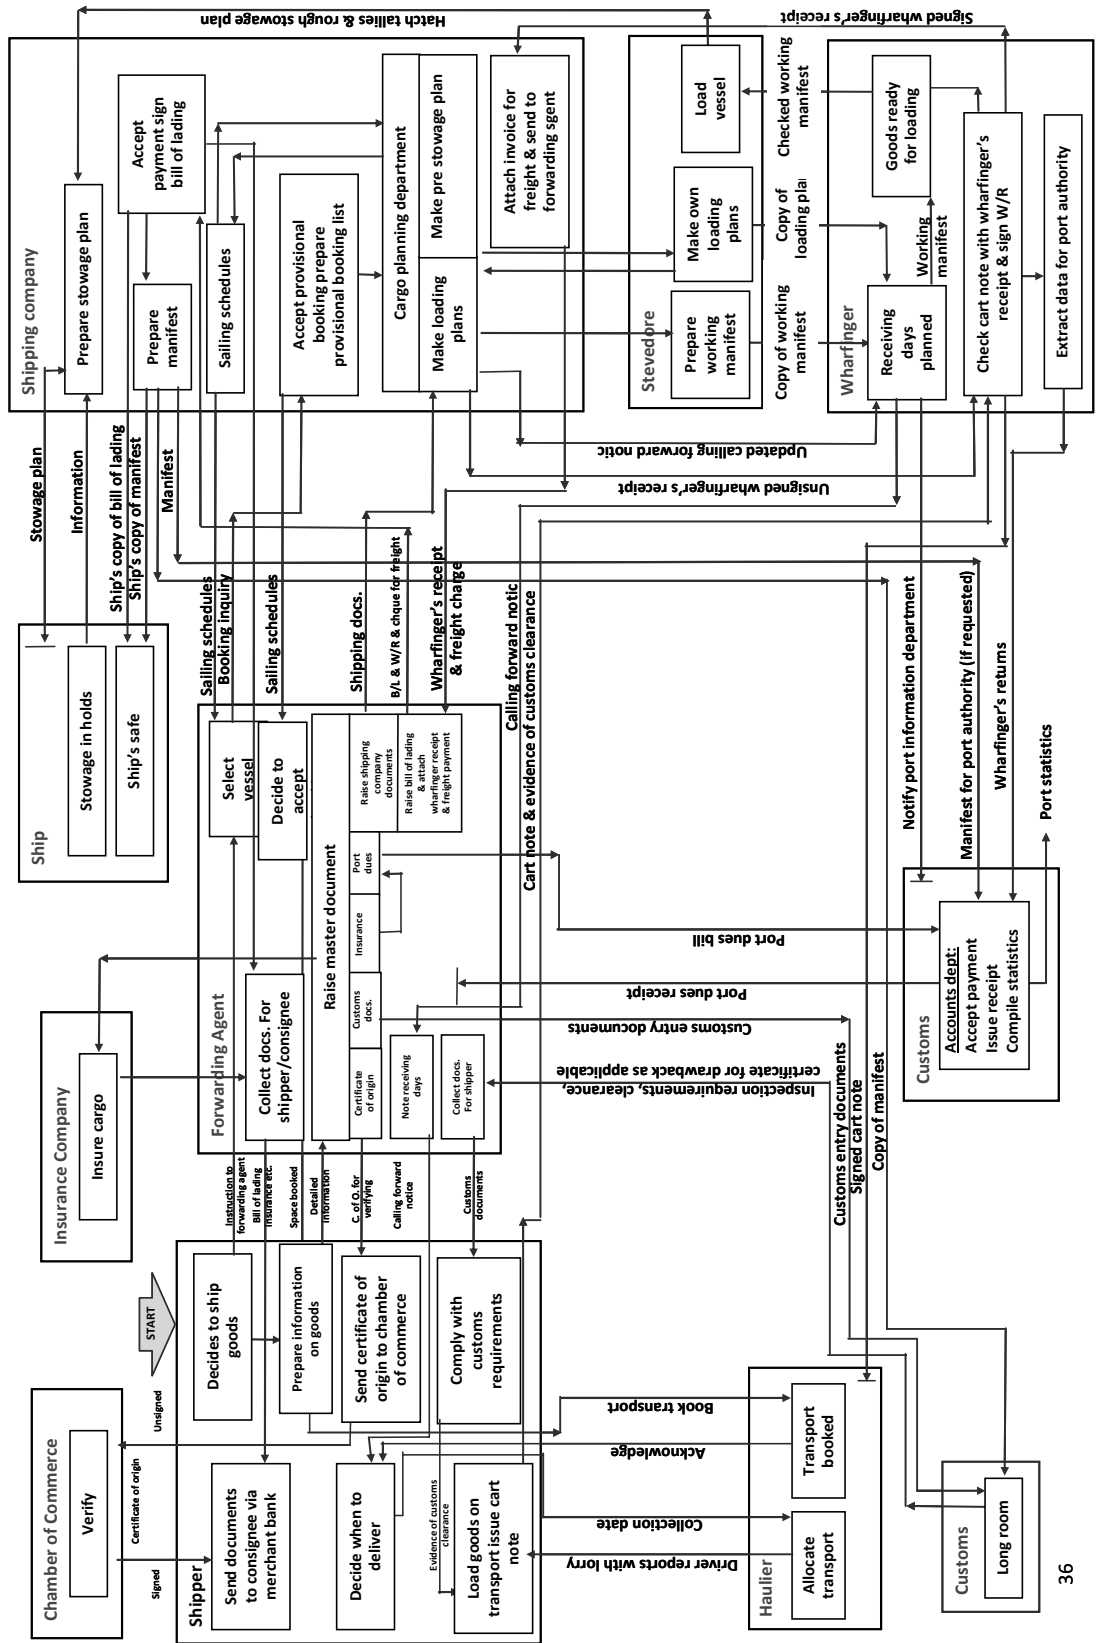 Chamber of Commerce
Verify
Certificate of origin
Signed
Unsigned
START
Insurance Company
Insure cargo
Ship
Stowage in holds
Ship's safe
Stowage plan
Information
Ship's copy of bill of lading
Ship's copy of manifest
Manifest
Shipping company
Prepare stowage plan
Accept
payment sign
bill of lading
Prepare
manifest
Sailing schedules
Accept provisional
booking prepare
provisional booking list
Cargo planning department
Make loading
plans
Make pre stowage plan
Attach invoice for
freight & send to
forwarding sgent
Hatch tallies & rough stowage plan
Shipper
Send documents
to consignee via
merchant bank
Decides to ship
goods
Prepare information
on goods
Send certificate of
origin to chamber
of commerce
Decide when to
deliver
Comply with
customs
requirements
Evidence of customs
clearance
Load goods on
transport issue cart
note
Instruction to
forwarding agent
Bill of lading
insurance etc.
Space booked
Detailed
information
C. of O. for
verifying
Calling forward
notice
Customs
documents
Forwarding Agent
Select
vessel
Decide to
accept
Collect docs. For
shipper/consignee
Raise master document
Certificate
of origin
Customs
docs.
Insurance
Port
dues
Raise shipping
company
documents
Raise bill of lading
& attach
wharfinger receipt
& freight payment
Note receiving
days
Collect docs.
For shipper
Sailing schedules
Booking inquiry
Sailing schedules
Shipping docs.
B/L & W/R & chque for freight
Wharfinger's receipt
& freight charge
Calling forward notic
Cart note & evidence of customs clearance
Unsigned wharfinger's receipt
Updated calling forward notic
Stevedore
Prepare
working
manifest
Make own
loading
plans
Load
vessel
Copy of working
manifest
Copy of
loading pla
Checked working
manifest
Signed wharfinger's receipt
Wharfinger
Receiving
days
planned
Working
manifest
Goods ready
for loading
Check cart note with wharfinger's
receipt & sign W/R
Extract data for port authority
Book transport
Acknowledge
Collection date
Driver reports with lorry
Haulier
Allocate
transport
Transport
booked
Inspection requirements, clearance,
certificate for drawback as applicable
Customs entry documents
Port dues receipt
Port dues bill
Customs entry documents
Signed cart note
Copy of manifest
Notify port information department
Manifest for port authority (if requested)
Wharfinger's returns
Port statistics
Customs
Accounts dept:
Accept payment
Issue receipt
Compile statistics
Customs
Long room
36